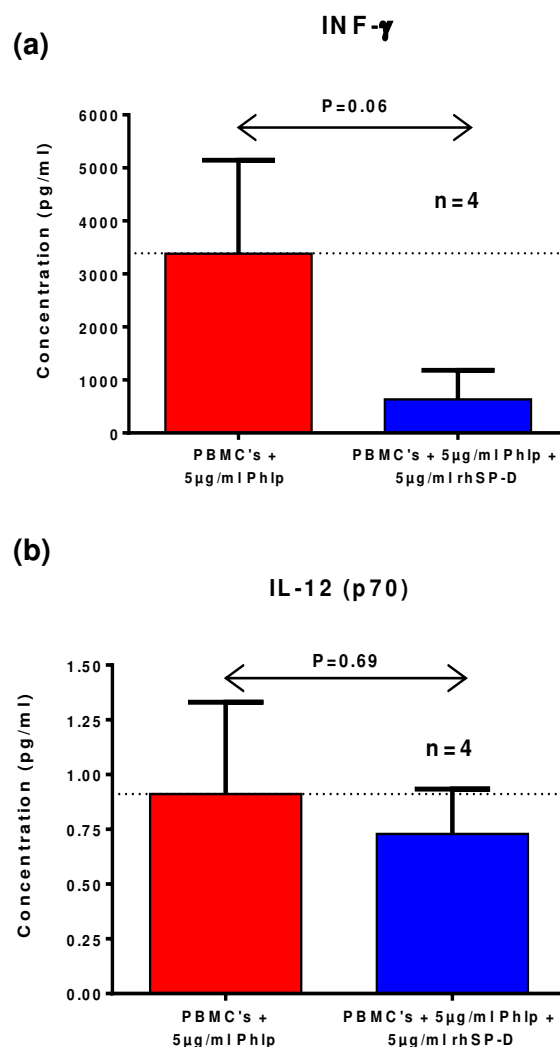 (a)
INF-γ
P=0.06
n=4
Concentration (pg/ml)
6000
5000
4000
3000
2000
1000
0
PBMC's +
5µg/ml Phlp
PBMC's + 5µg/ml Phlp +
5µg/ml rhSP-D
(b)
IL-12 (p70)
P=0.69
n=4
Concentration (pg/ml)
1.50
1.25
1.00
0.75
0.50
0.25
0.00
PBMC's +
5µg/ml Phlp
PBMC's + 5µg/ml Phlp +
5µg/ml rhSP-D